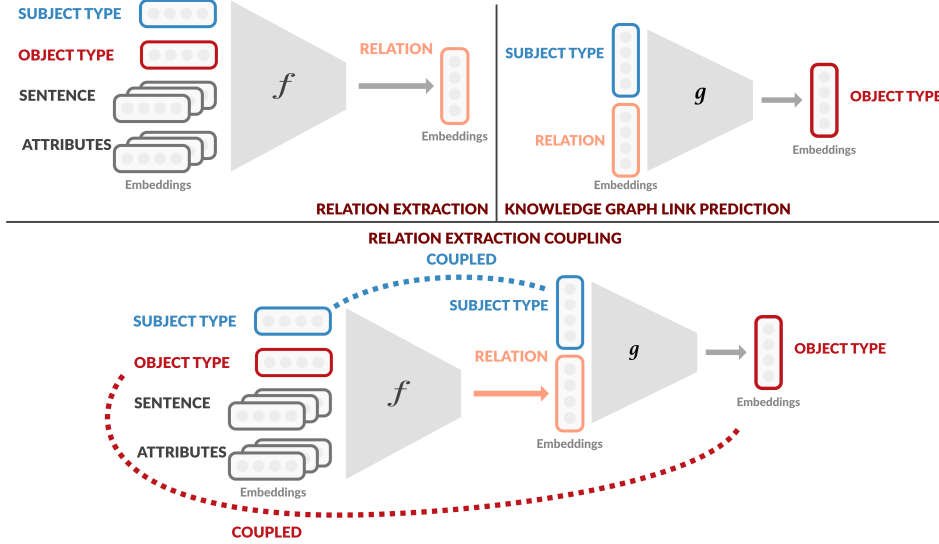 SUBJECT TYPE
OBJECT TYPE
SENTENCE
ATTRIBUTES
Embeddings
f
RELATION
Embeddings
RELATION EXTRACTION
SUBJECT TYPE
RELATION
Embeddings
g
OBJECT TYPE
Embeddings
KNOWLEDGE GRAPH LINK PREDICTION
RELATION EXTRACTION COUPLING
COUPLED
SUBJECT TYPE
OBJECT TYPE
SENTENCE
ATTRIBUTES
Embeddings
f
SUBJECT TYPE
RELATION
Embeddings
g
OBJECT TYPE
Embeddings
COUPLED